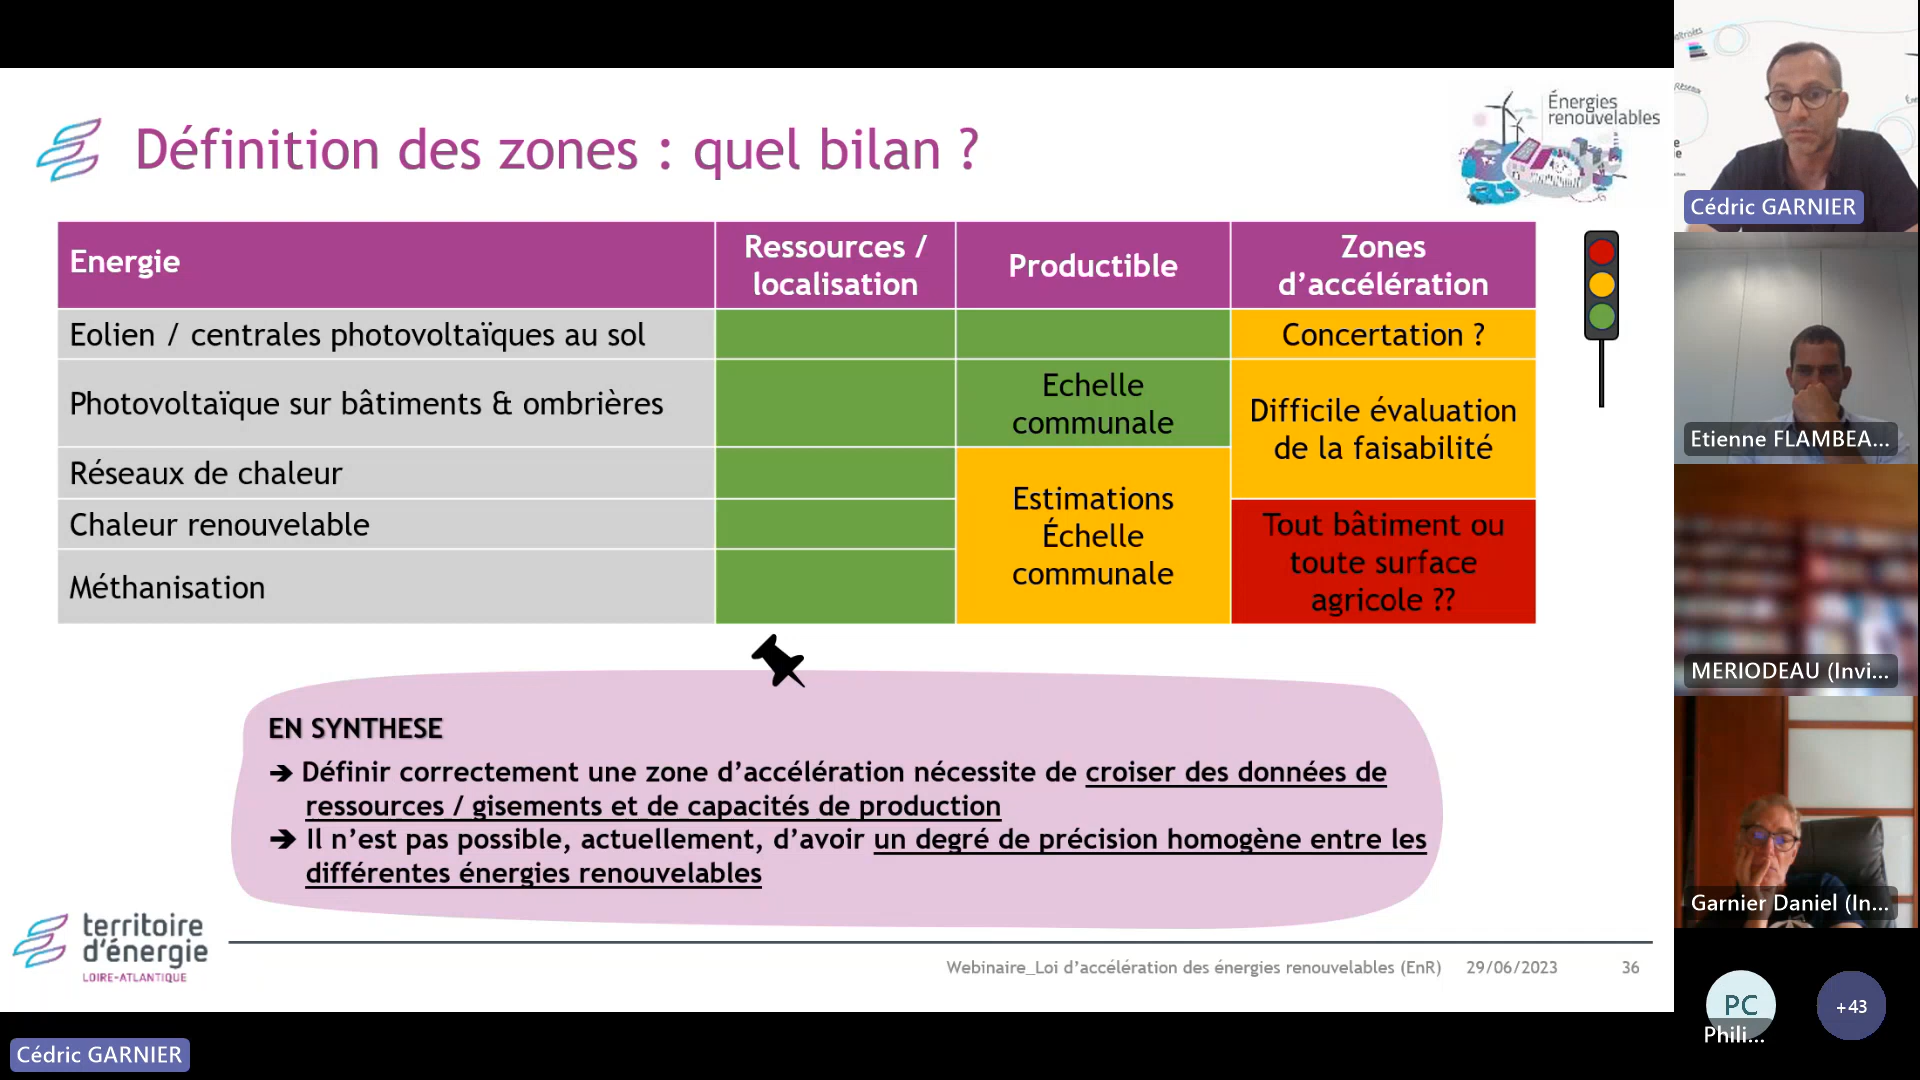 Définition des zones : quel bilan ?
Énergies
renouvelables
Energie
Ressources /
localisation
Productible
Zones
d’accélération
Eolien / centrales photovoltaïques au sol
Concertation ?
Photovoltaïque sur bâtiments & ombrières
Echelle
communale
Difficile évaluation
de la faisabilité
Réseaux de chaleur
Chaleur renouvelable
Méthanisation
Estimations
Échelle
communale
Tout bâtiment ou
toute surface
agricole ??
EN SYNTHESE
➔ Définir correctement une zone d’accélération nécessite de croiser des données de
ressources / gisements et de capacités de production
➔ Il n’est pas possible, actuellement, d’avoir un degré de précision homogène entre les
différentes énergies renouvelables
territoire
d’énergie
LOIRE-ATLANTIQUE
Webinaire_Loi d’accélération des énergies renouvelables (EnR) 29/06/2023 36
Cédric GARNIER
Cédric GARNIER
Etienne FLAMBEA...
MERIODEAU (Invi...
Garnier Daniel (In...
PC
Phili...
+43